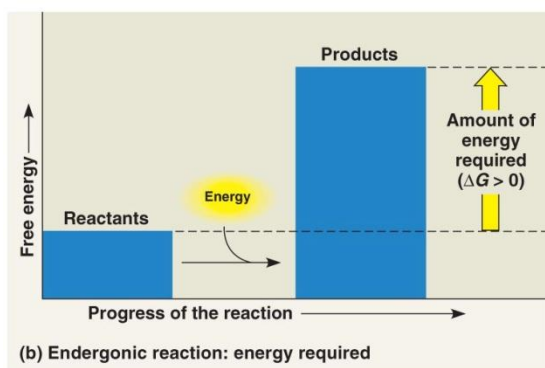 Products
Amount of
energy
required
(ΔG > 0)
Free energy
Energy
Reactants
Progress of the reaction
(b) Endergonic reaction: energy required